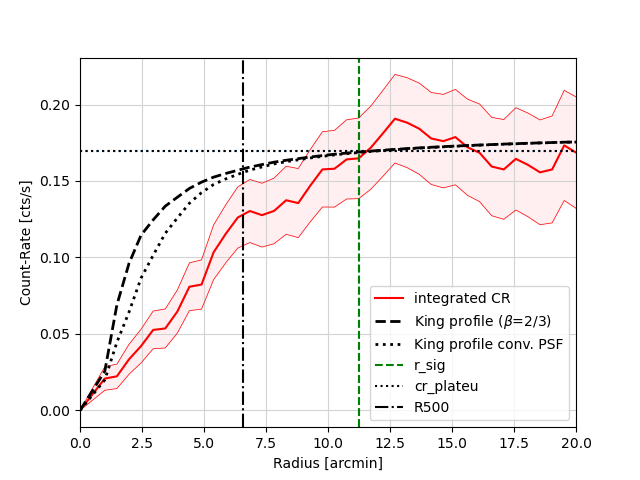 0.20
0.15
0.10
0.05
0.00
Count-Rate [cts/s]
integrated CR
King profile (β=2/3)
King profile conv. PSF
r_sig
cr_plateu
R500
0.0 2.5 5.0 7.5 10.0 12.5 15.0 17.5 20.0
Radius [arcmin]